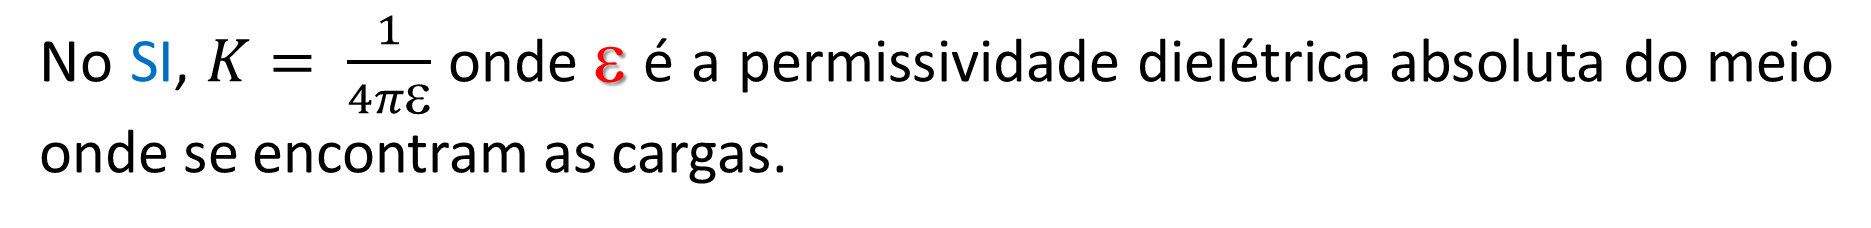 No SI, K = 1/(4πε) onde ε é a permissividade dielétrica absoluta do meio
onde se encontram as cargas.